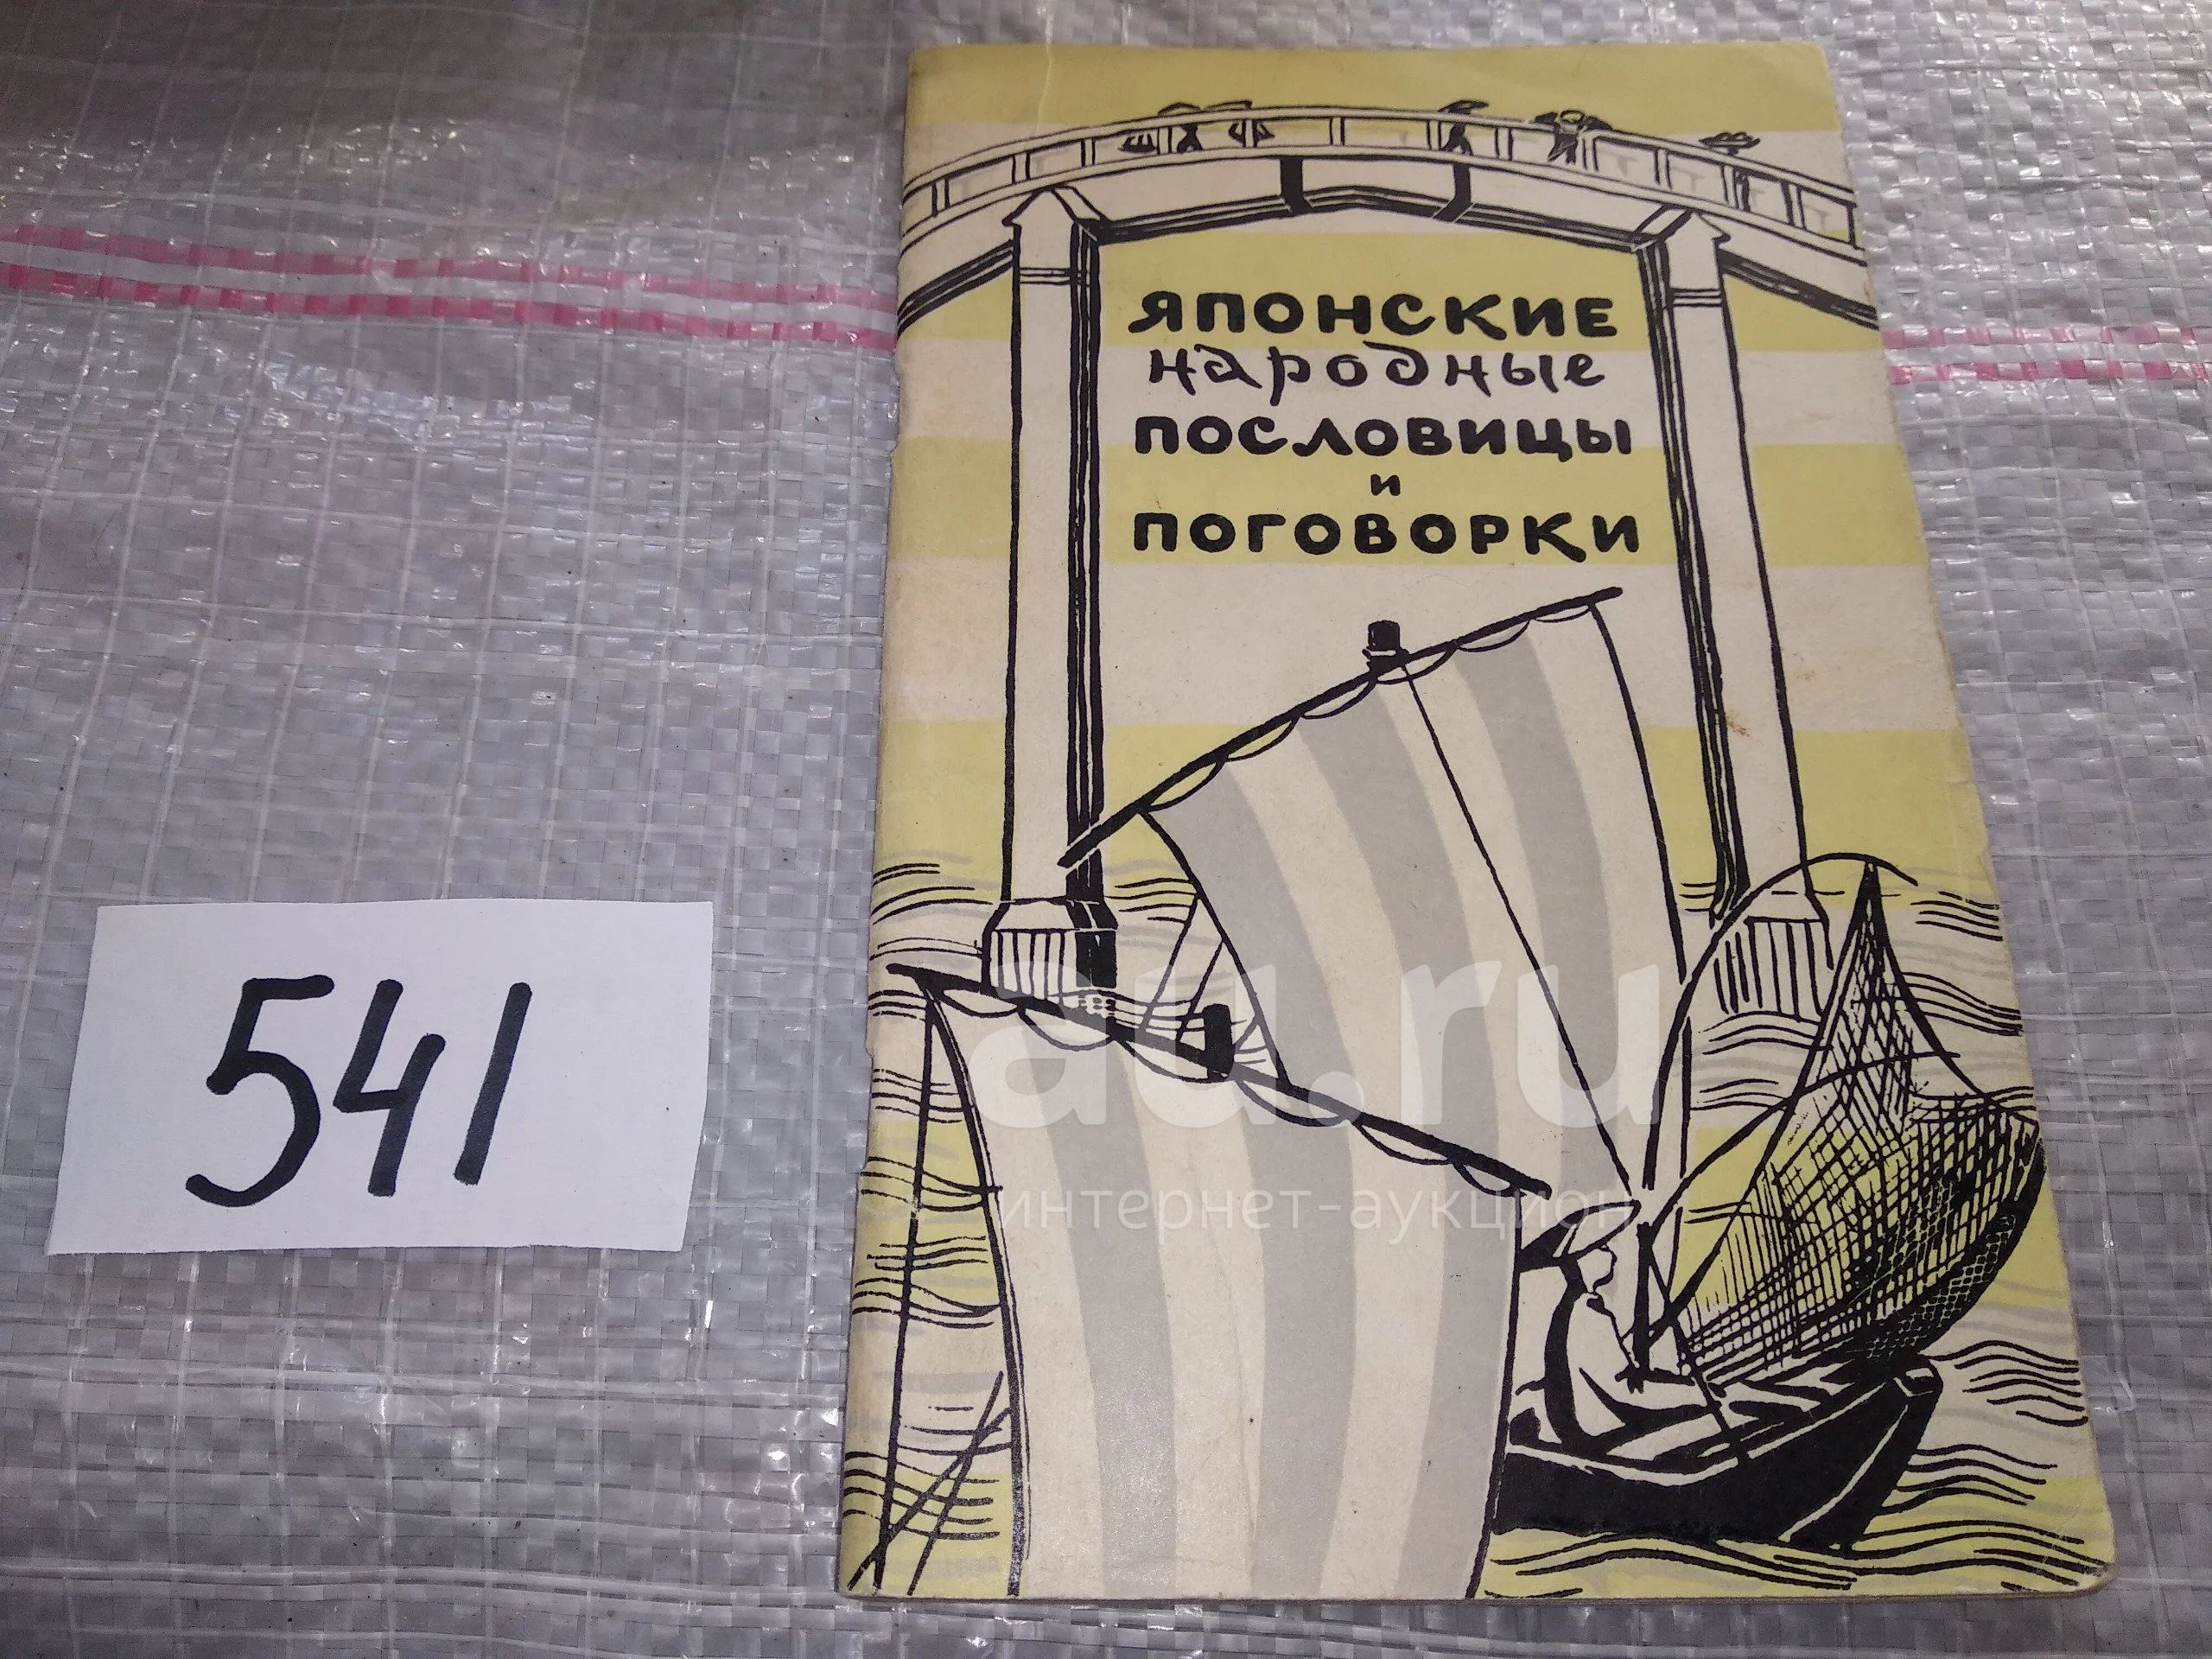 ЯПОНСКИЕ
народные
ПОСЛОВИЦЫ
и
ПОГОВОРКИ
541
au.ru
интернет-аукцион